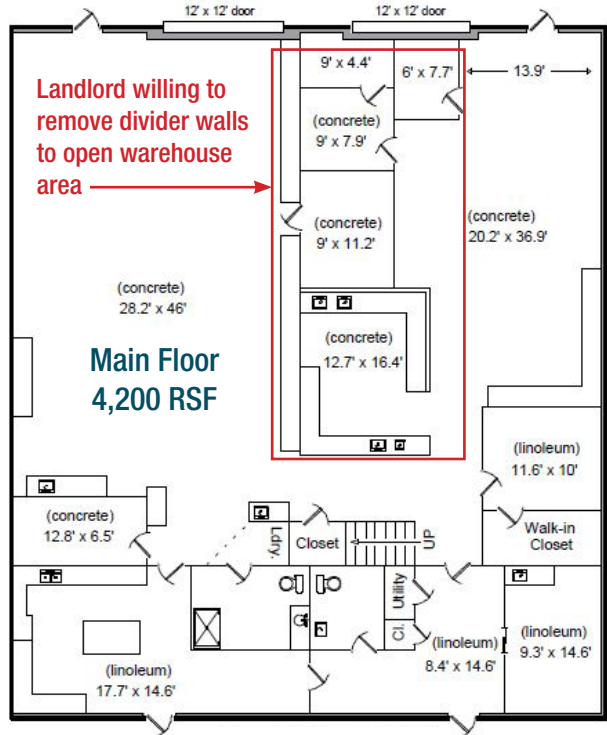 12' x 12' door
12' x 12' door
9' x 4.4'
6' x 7.7'
13.9'
Landlord willing to
remove divider walls
to open warehouse
area
(concrete)
9' x 7.9'
(concrete)
9' x 11.2'
(concrete)
20.2' x 36.9'
(concrete)
28.2' x 46'
(concrete)
12.7' x 16.4'
Main Floor
4,200 RSF
(linoleum)
11.6' x 10'
(concrete)
12.8' x 6.5'
Ldry.
Closet
UP
Walk-in
Closet
Utility
Cl.
(linoleum)
17.7' x 14.6'
(linoleum)
8.4' x 14.6'
(linoleum)
9.3' x 14.6'